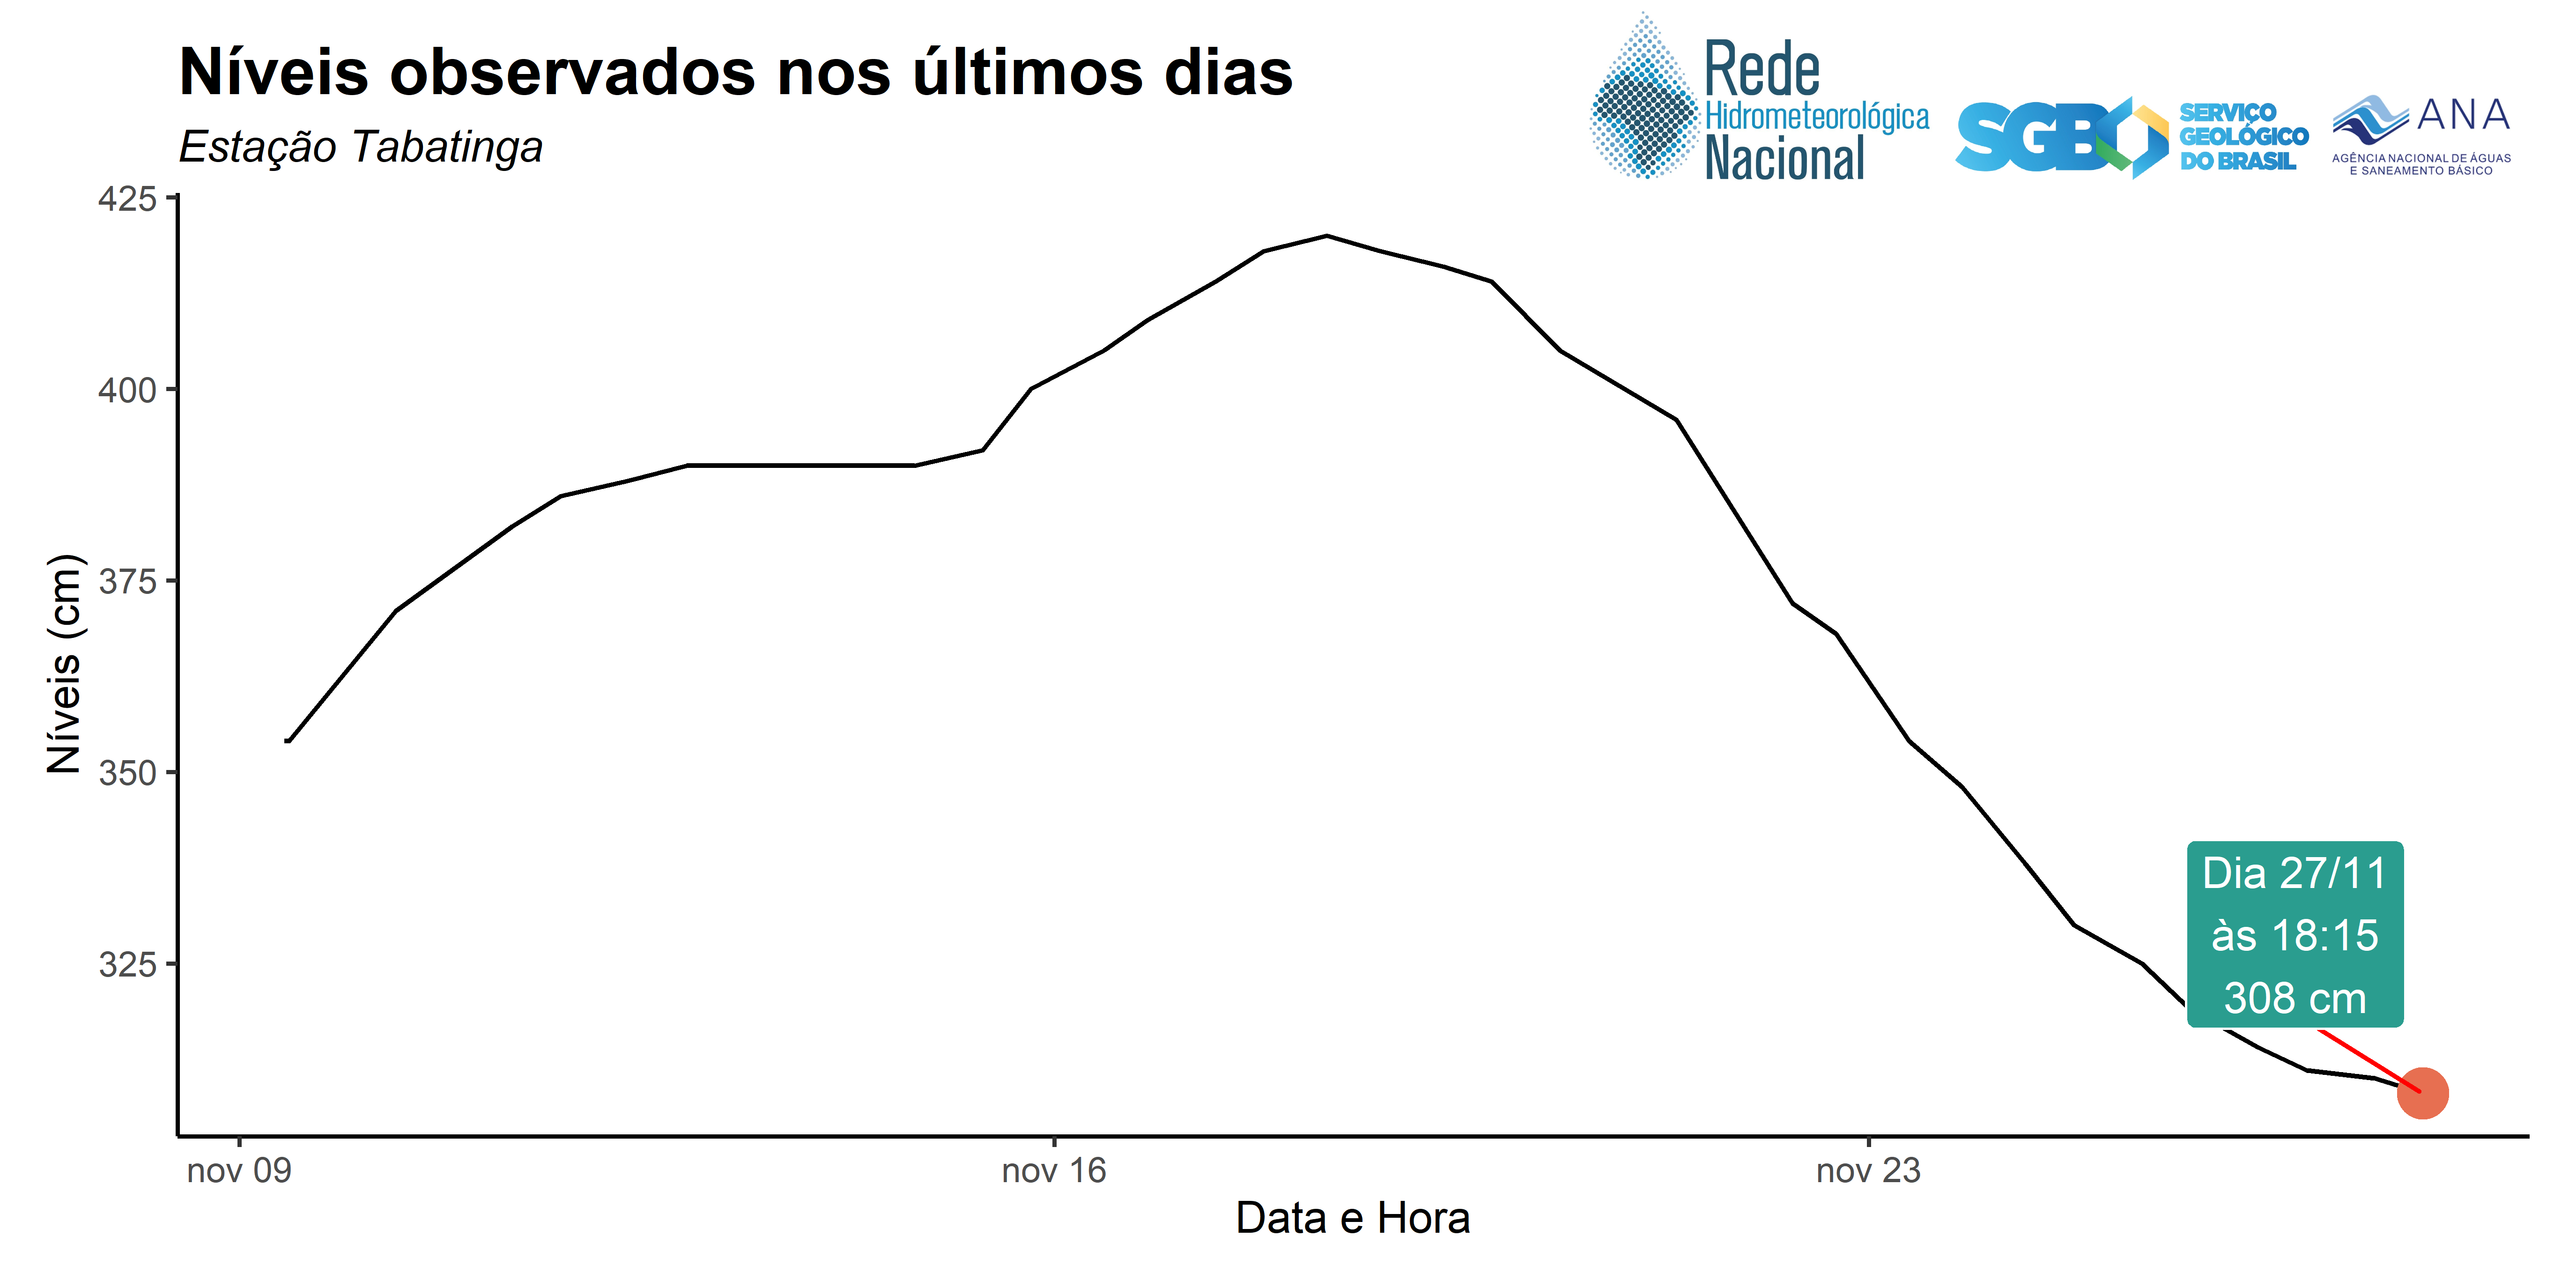 Níveis observados nos últimos dias
Estação Tabatinga
Rede
Hidrometeorológica
Nacional
SGB
SERVIÇO
GEOLÓGICO
DO BRASIL
ANA
AGÊNCIA NACIONAL DE ÁGUAS
E SANEAMENTO BÁSICO
Níveis (cm)
425
400
375
350
325
Dia 27/11
às 18:15
308 cm
nov 09
nov 16
nov 23
Data e Hora